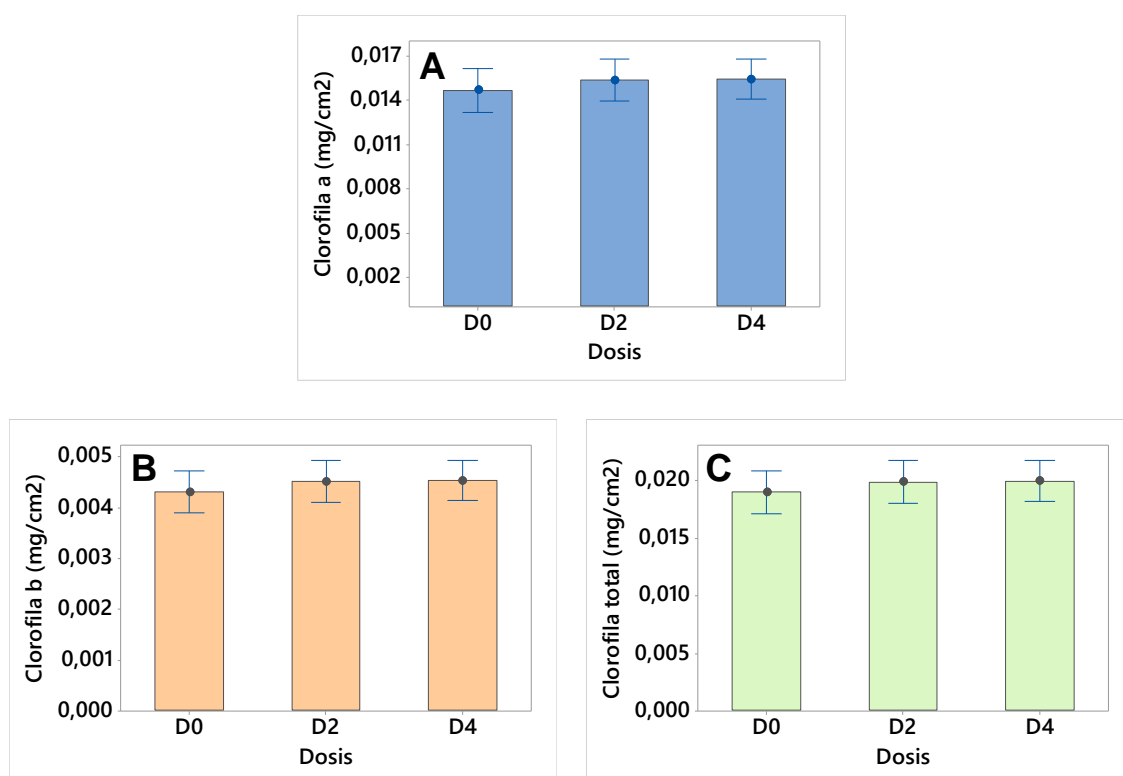 A
Clorofila a (mg/cm2)
0,017
0,014
0,011
0,008
0,005
0,002
D0 D2 D4
Dosis
B
Clorofila b (mg/cm2)
0,005
0,004
0,003
0,002
0,001
0,000
D0 D2 D4
Dosis
C
Clorofila total (mg/cm2)
0,020
0,015
0,010
0,005
0,000
D0 D2 D4
Dosis